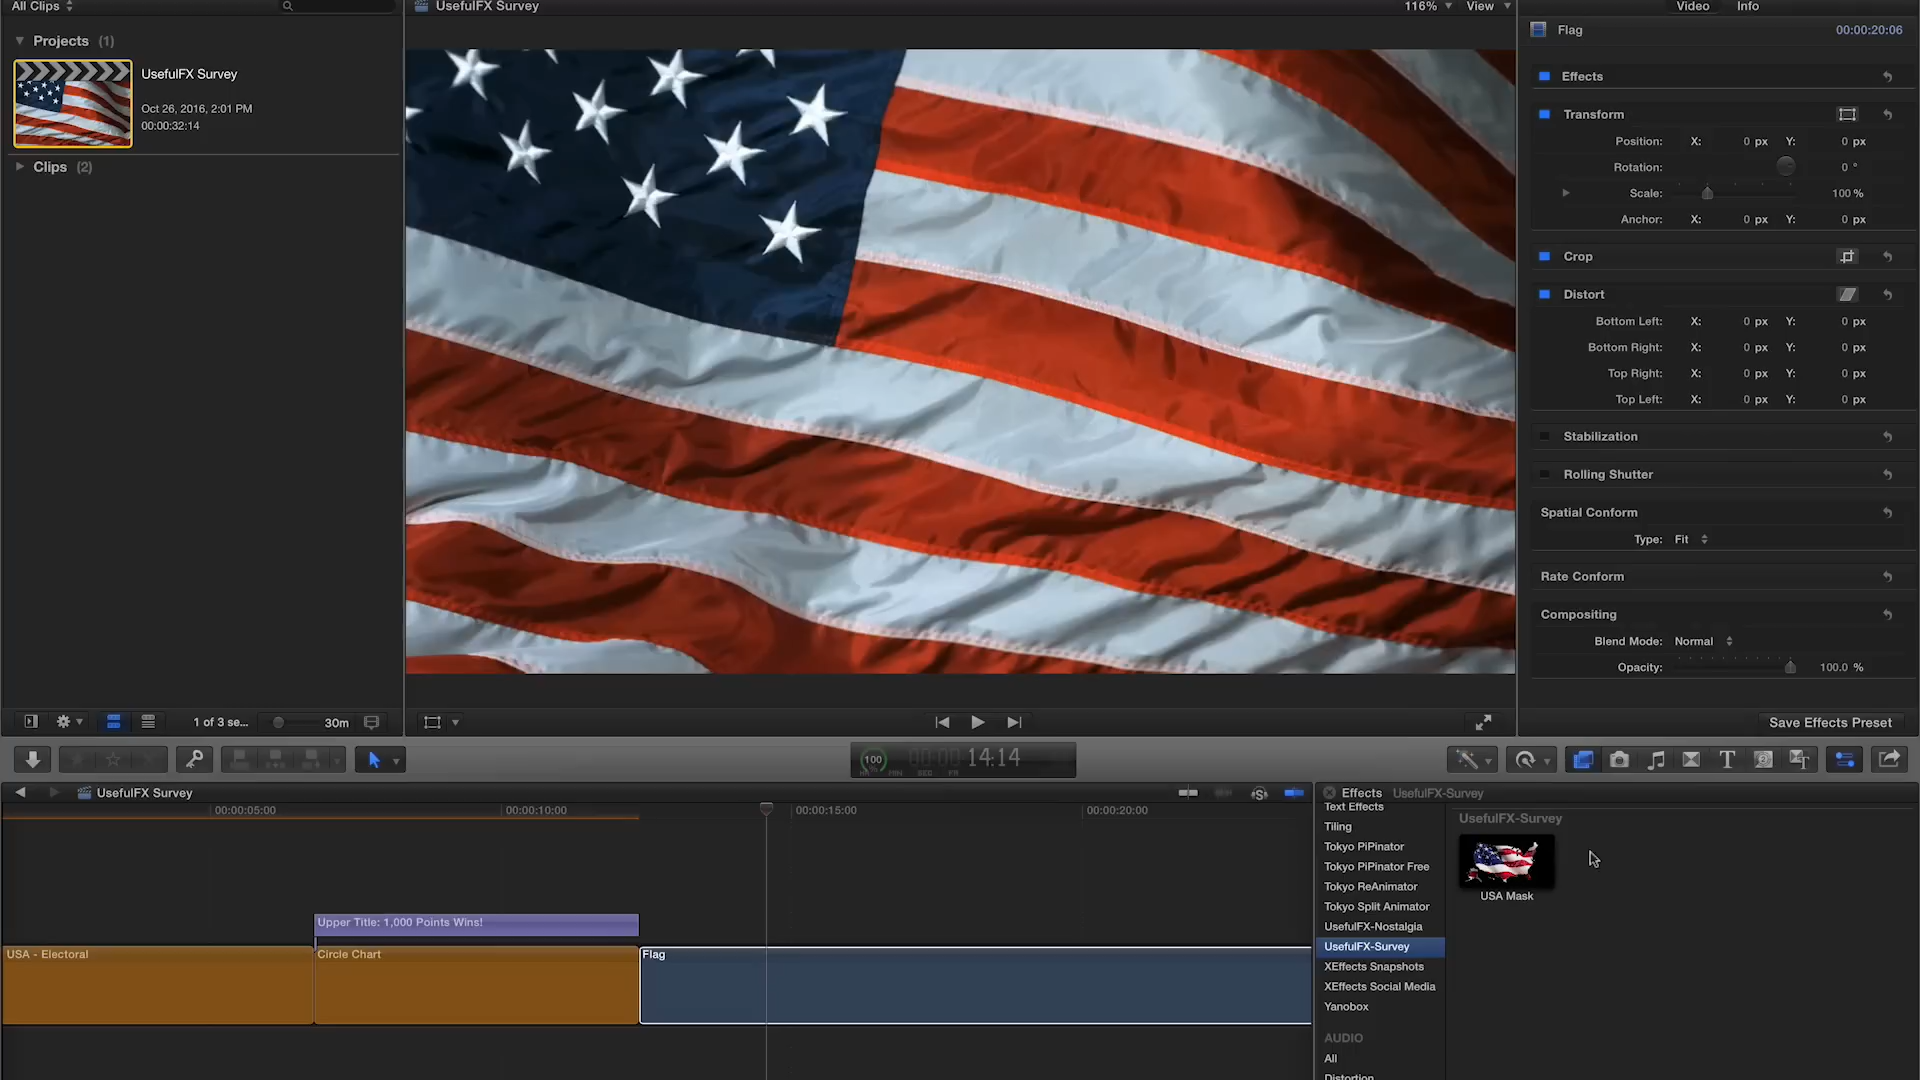 All Clips
UsefulFX Survey
116%
View
Video
Info
Projects (1)
UsefulFX Survey
Oct 26, 2016, 2:01 PM
00:00:32:14
Clips (2)
Flag
00:00:20:06
Effects
Transform
Position: X: 0 px Y: 0 px
Rotation: 0 °
Scale: 100 %
Anchor: X: 0 px Y: 0 px
Crop
Distort
Bottom Left: X: 0 px Y: 0 px
Bottom Right: X: 0 px Y: 0 px
Top Right: X: 0 px Y: 0 px
Top Left: X: 0 px Y: 0 px
Stabilization
Rolling Shutter
Spatial Conform
Type: Fit
Rate Conform
Compositing
Blend Mode: Normal
Opacity: 100.0 %
1 of 3 se...
30m
Save Effects Preset
100
14:14
HR MIN SEC FR
UsefulFX Survey
00:00:05:00
00:00:10:00
00:00:15:00
00:00:20:00
Upper Title: 1,000 Points Wins!
USA - Electoral
Circle Chart
Flag
Effects UsefulFX-Survey
Text Effects
Tiling
Tokyo PiPinator
Tokyo PiPinator Free
Tokyo ReAnimator
Tokyo Split Animator
UsefulFX-Nostalgia
UsefulFX-Survey
XEffects Snapshots
XEffects Social Media
Yanobox
AUDIO
All
Distortion
UsefulFX-Survey
USA Mask